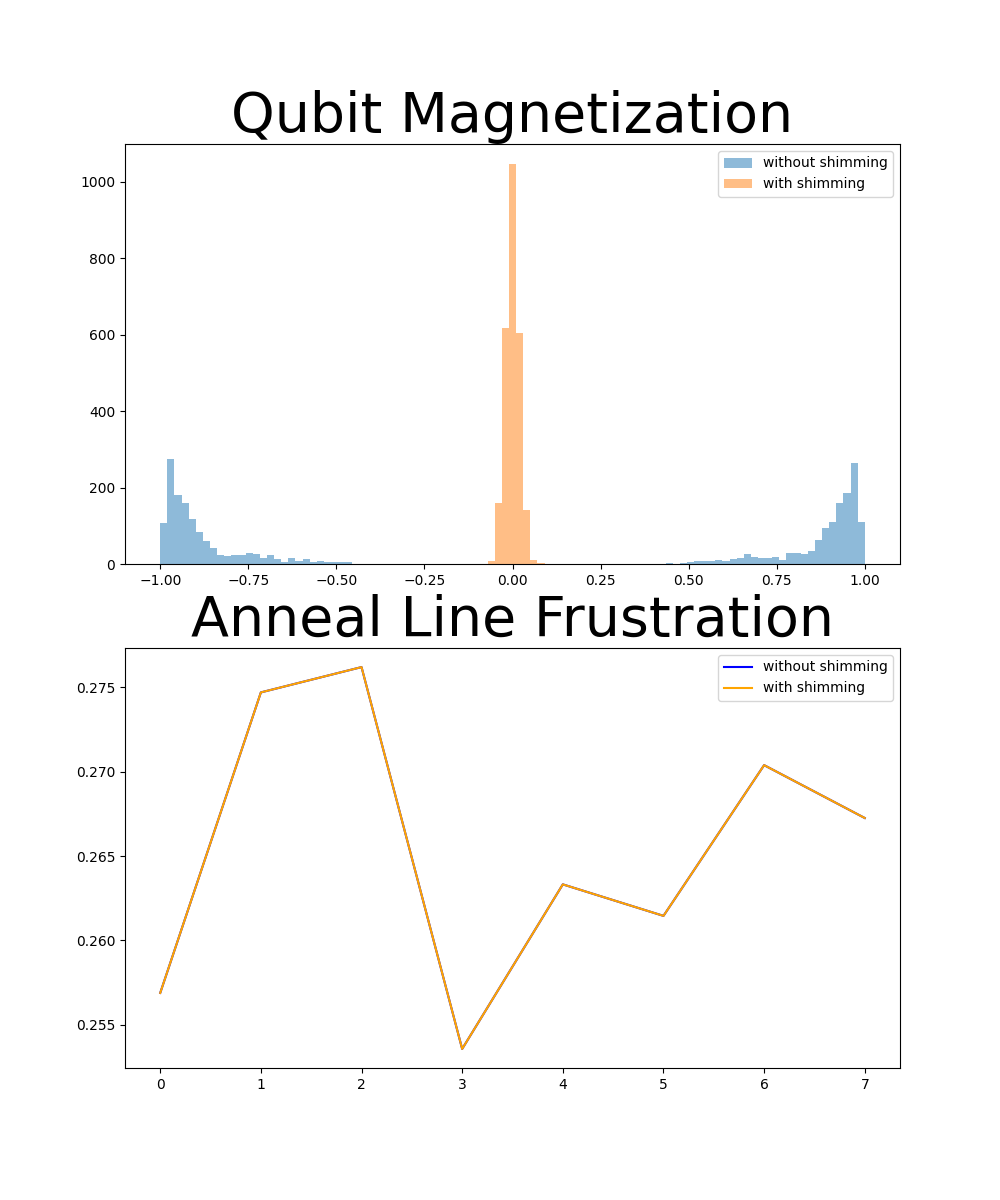 Qubit Magnetization
without shimming
with shimming
1000
800
600
400
200
0
−1.00 −0.75 −0.50 −0.25 0.00 0.25 0.50 0.75 1.00
Anneal Line Frustration
without shimming
with shimming
0.275
0.270
0.265
0.260
0.255
0 1 2 3 4 5 6 7